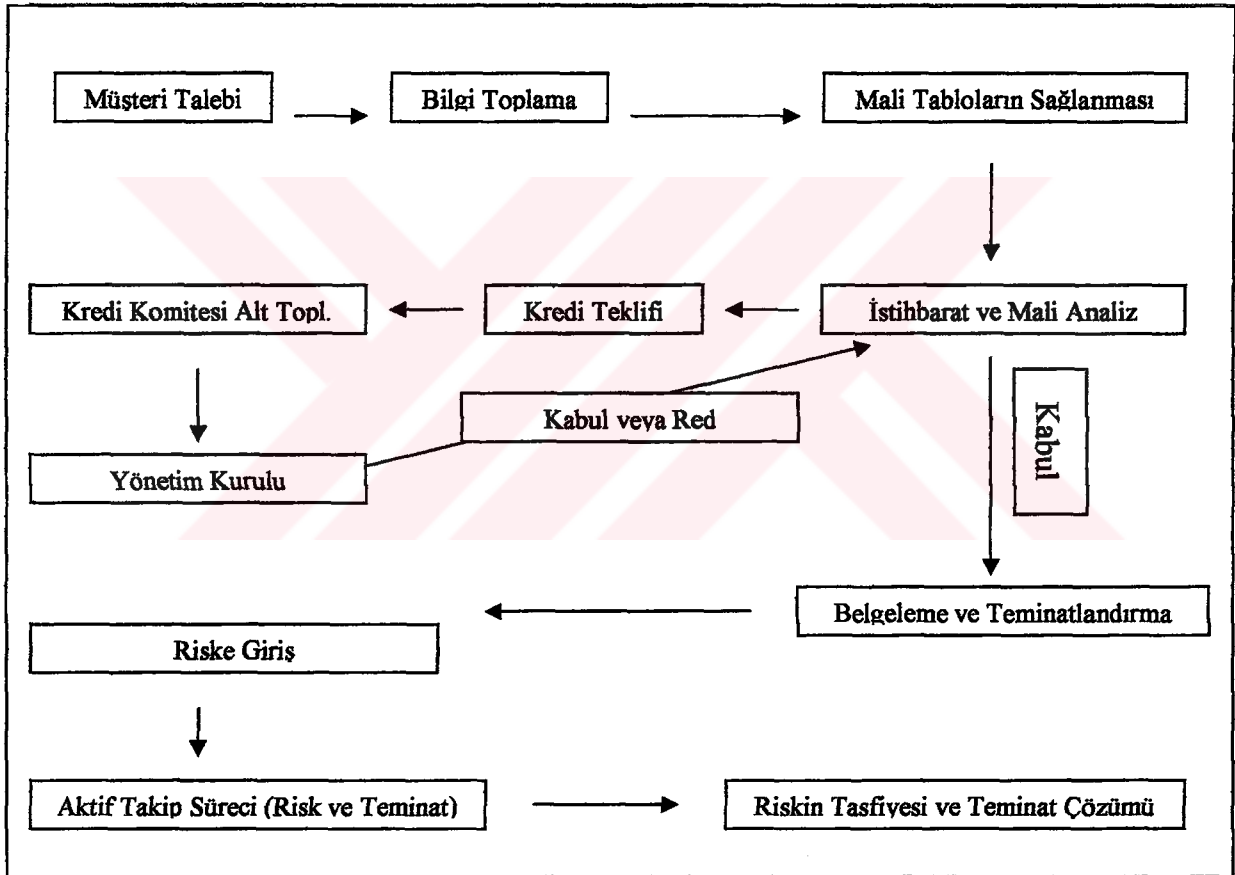 Müşteri Talebi
Bilgi Toplama
Mali Tabloların Sağlanması
Kredi Komitesi Alt Topl.
Kredi Teklifi
İstihbarat ve Mali Analiz
Kabul veya Red
Kabul
Yönetim Kurulu
Belgeleme ve Teminatlandırma
Riske Giriş
Aktif Takip Süreci (Risk ve Teminat)
Riskin Tasfiyesi ve Teminat Çözümü